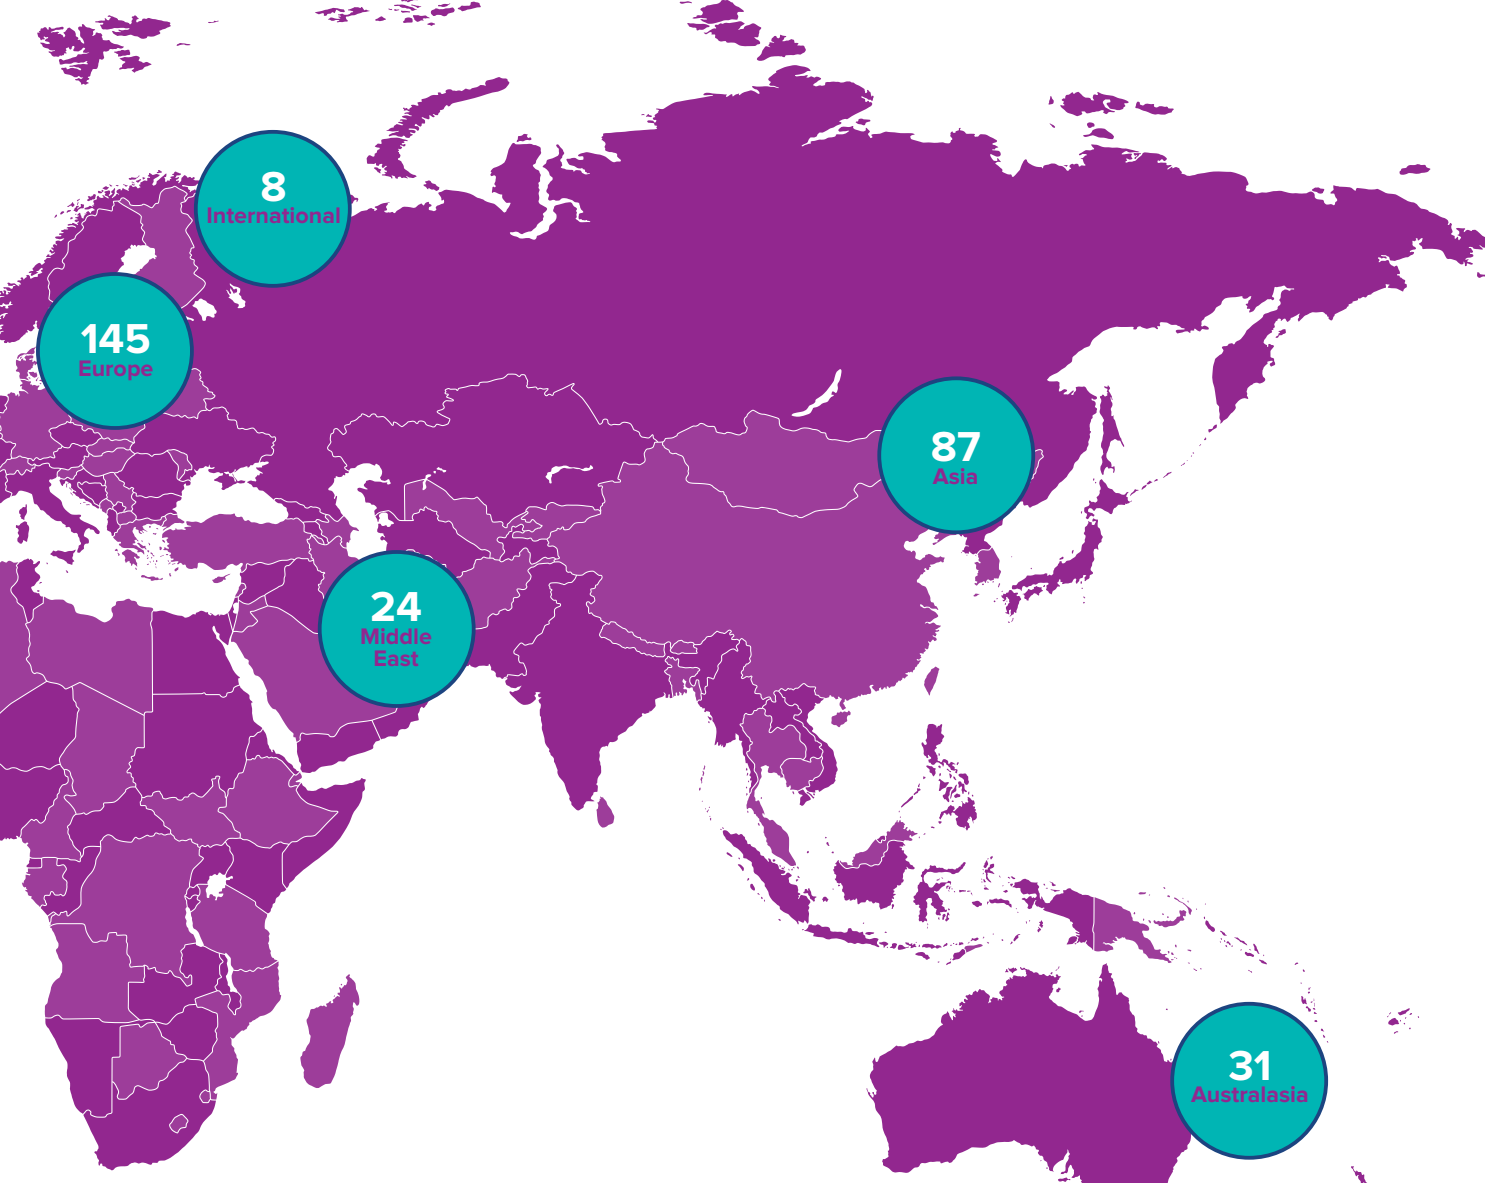 8
International
145
Europe
87
Asia
24
Middle
East
31
Australasia